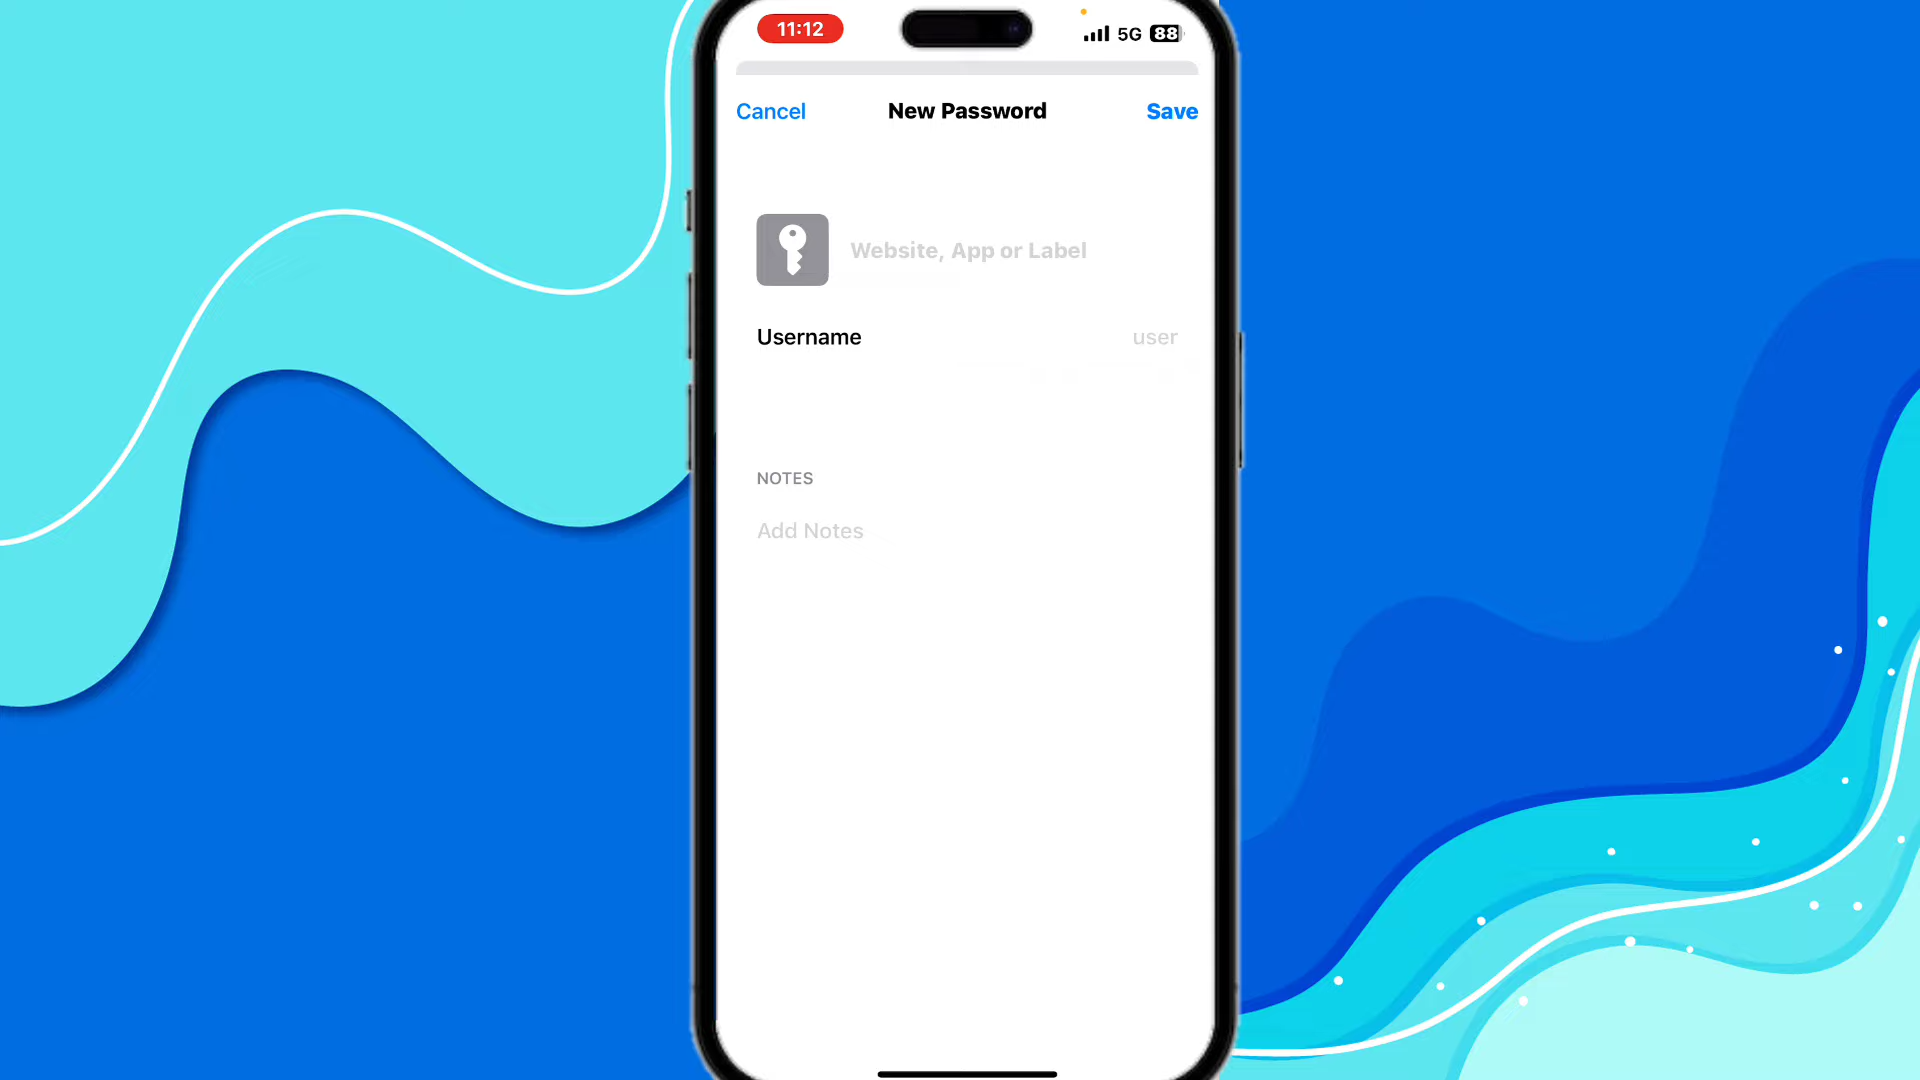 11:12
5G 88
Cancel
New Password
Save
Website, App or Label
Username
user
NOTES
Add Notes